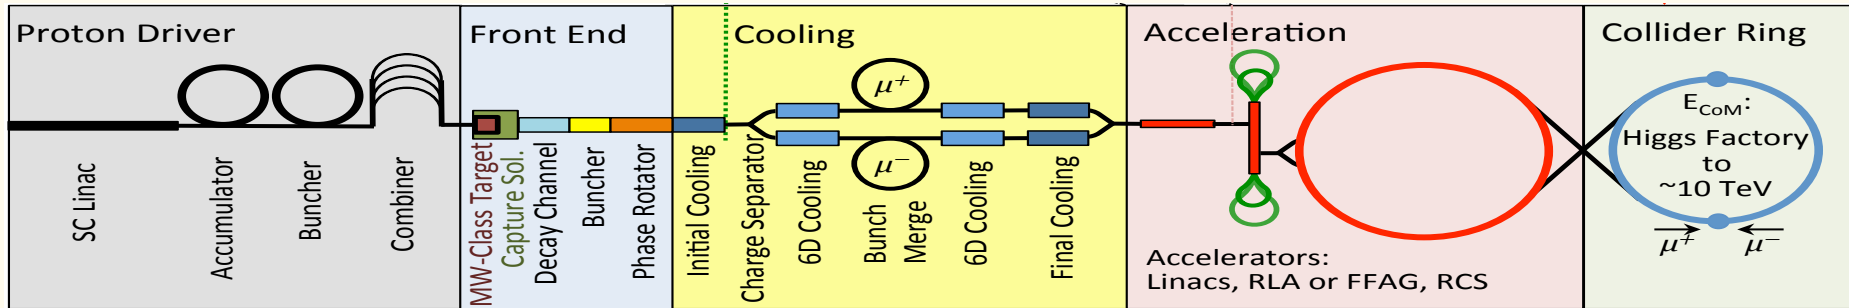 Proton Driver
SC Linac
Accumulator
Buncher
Combiner
Front End
MW-Class Target
Capture Sol.
Decay Channel
Buncher
Phase Rotator
Cooling
Initial Cooling
Charge Separator
6D Cooling
μ+
μ−
Bunch
Merge
6D Cooling
Final Cooling
Acceleration
Accelerators:
Linacs, RLA or FFAG, RCS
Collider Ring
ECoM:
Higgs Factory
to
~10 TeV
μ+ μ−